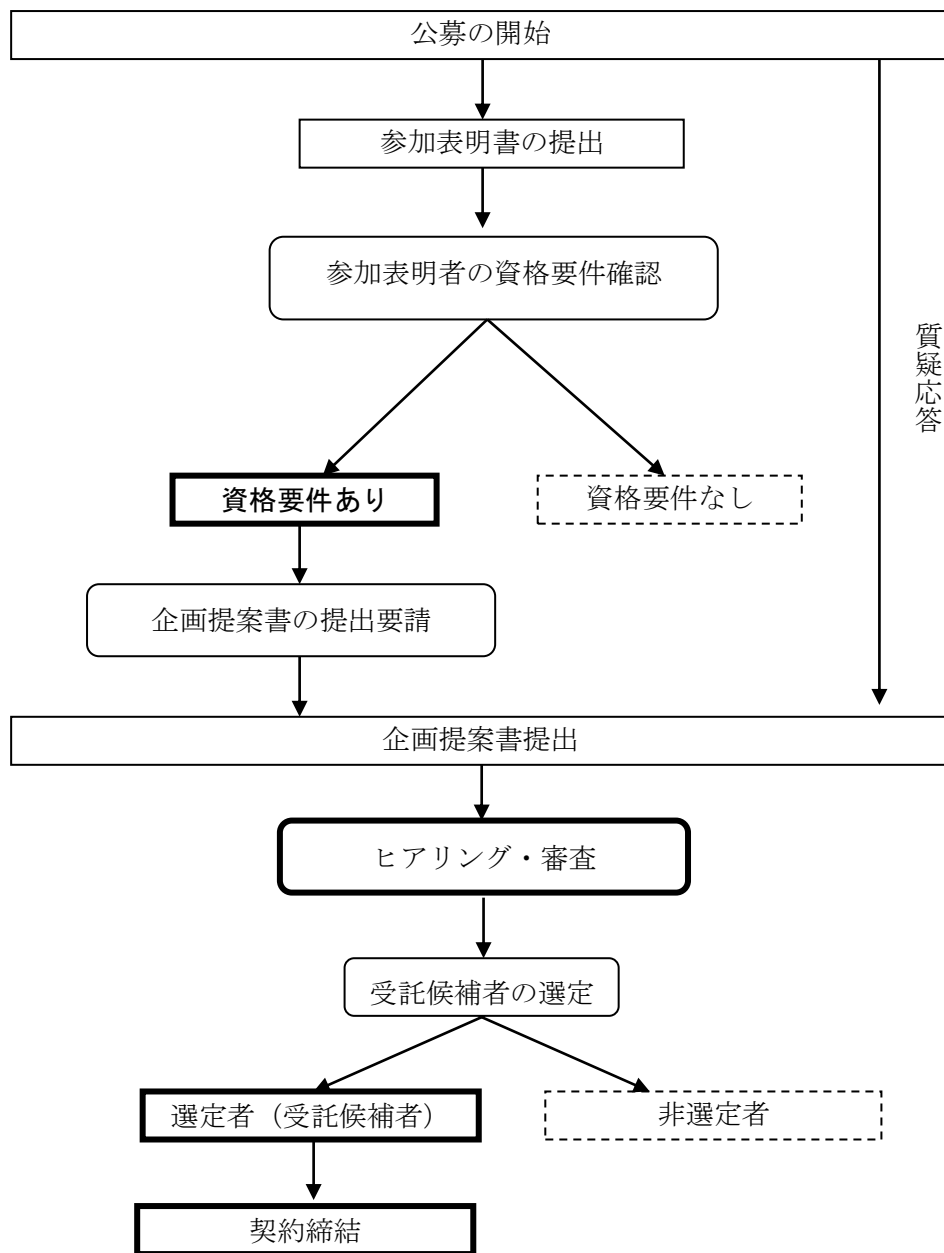 公募の開始
参加表明書の提出
参加表明者の資格要件確認
質疑応答
資格要件あり
資格要件なし
企画提案書の提出要請
企画提案書提出
ヒアリング・審査
受託候補者の選定
選定者（受託候補者）
非選定者
契約締結